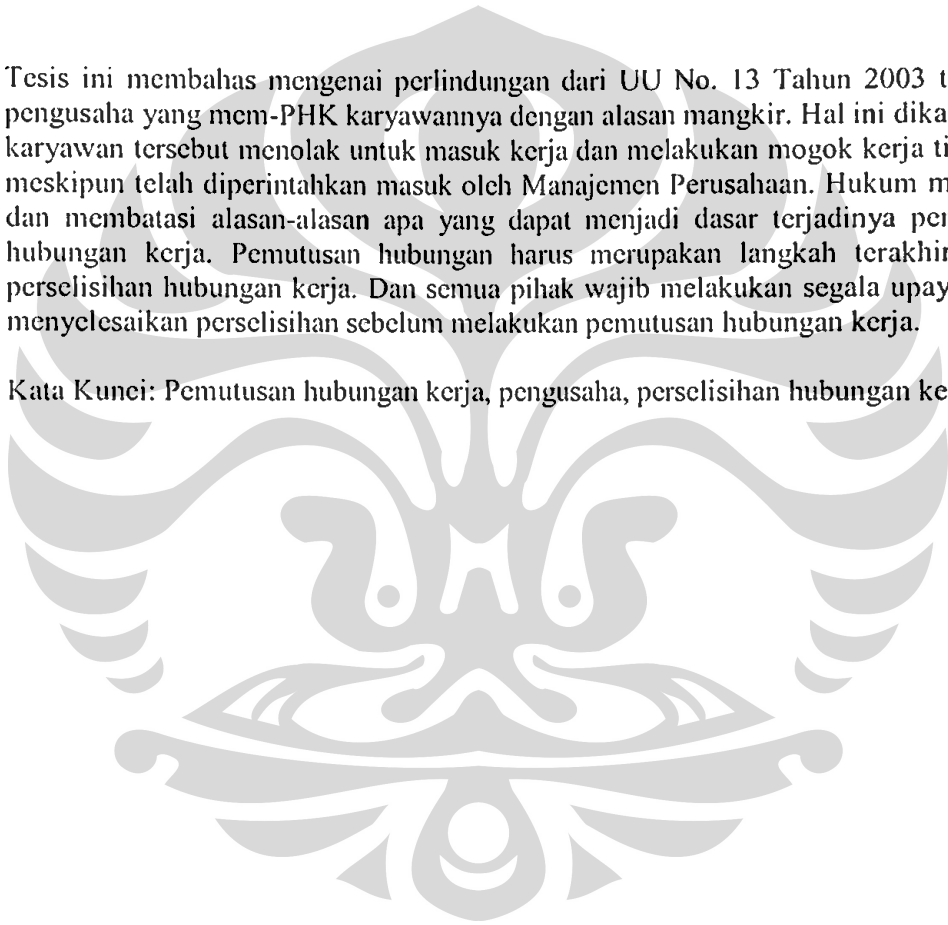 Tesis ini membahas mengenai perlindungan dari UU No. 13 Tahun 2003 t
pengusaha yang mem-PHK karyawannya dengan alasan mangkir. Hal ini dika
karyawan tersebut menolak untuk masuk kerja dan melakukan mogok kerja ti
meskipun telah diperintahkan masuk oleh Manajemen Perusahaan. Hukum m
dan membatasi alasan-alasan apa yang dapat menjadi dasar terjadinya per
hubungan kerja. Pemutusan hubungan harus merupakan langkah terakhir
perselisihan hubungan kerja. Dan semua pihak wajib melakukan segala upay
menyelesaikan perselisihan sebelum melakukan pemutusan hubungan kerja.
Kata Kunci: Pemutusan hubungan kerja, pengusaha, perselisihan hubungan ke